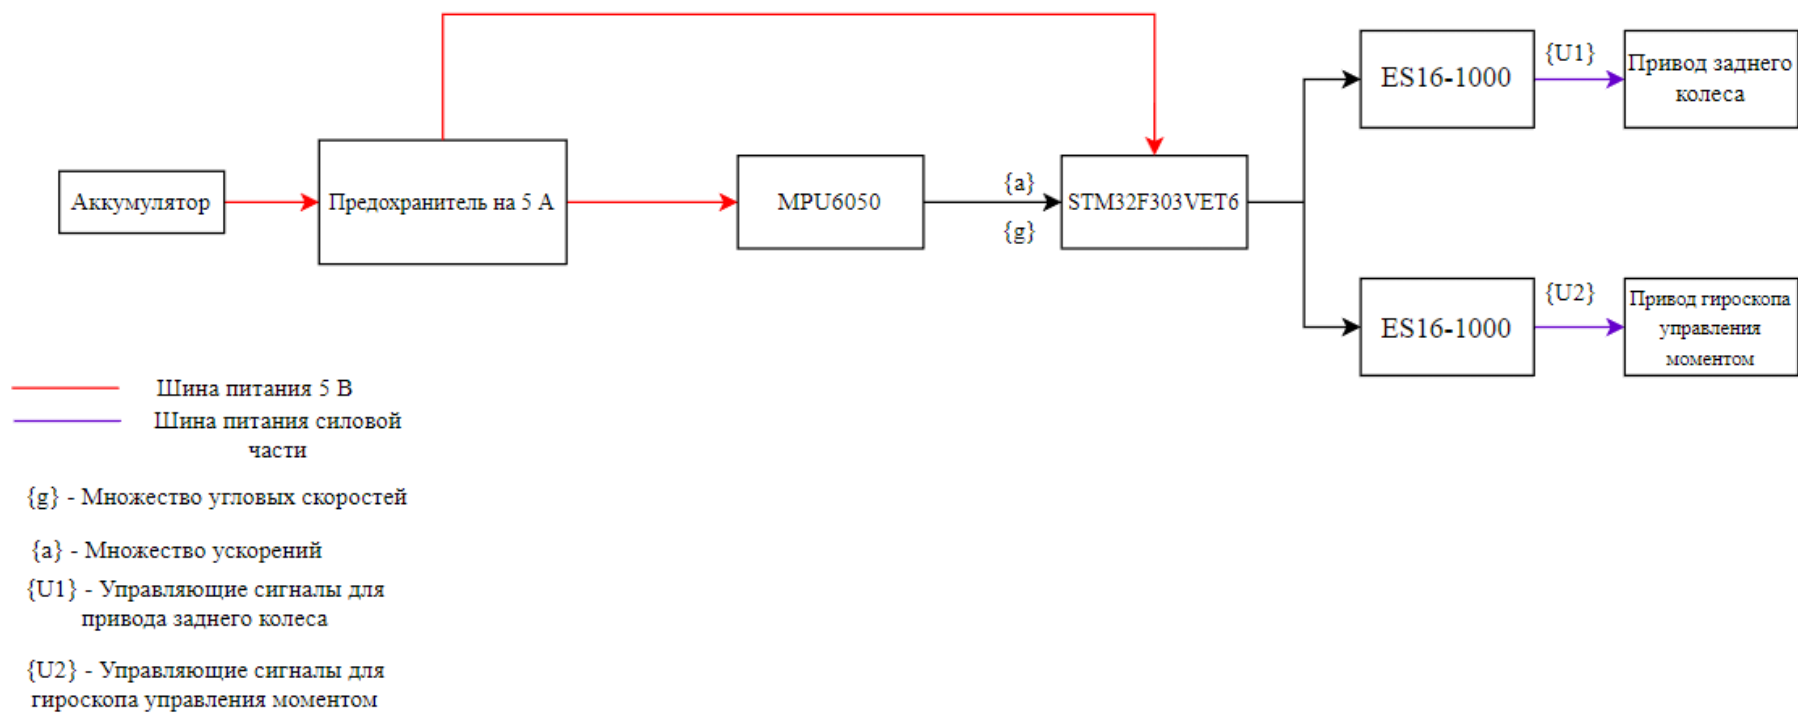 ES16-1000
{U1}
Привод заднего
колеса
Аккумулятор
Предохранитель на 5 А
MPU6050
{a}
{g}
STM32F303VET6
ES16-1000
{U2}
Привод гироскопа
управления
моментом
Шина питания 5 В
Шина питания силовой
части
{g} - Множество угловых скоростей
{a} - Множество ускорений
{U1} - Управляющие сигналы для
привода заднего колеса
{U2} - Управляющие сигналы для
гироскопа управления моментом